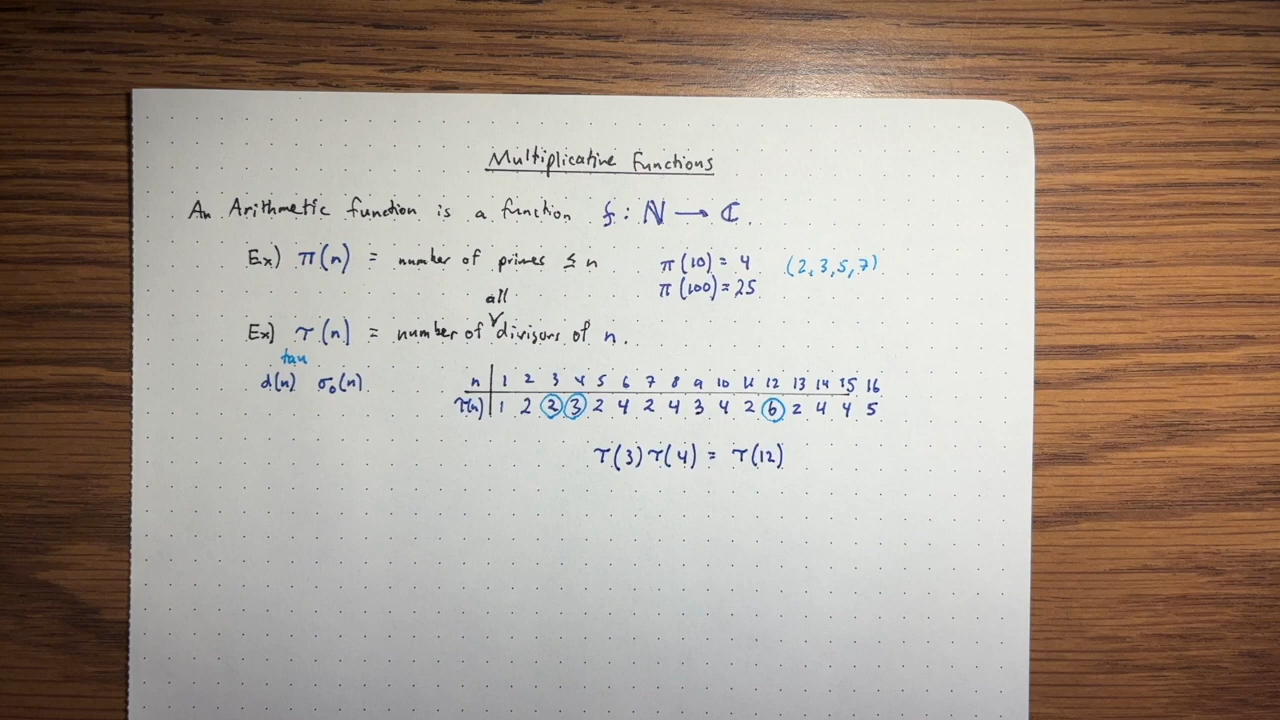 Multiplicative Functions
An Arithmetic function is a function f : ℕ → ℂ.
Ex) π(n) = number of primes ≤ n π(10) = 4 (2, 3, 5, 7)
π(100) = 25
all
Ex) τ(n) = number of ∨ divisors of n.
tau
d(n) σ₀(n)
n 1 2 3 4 5 6 7 8 9 10 11 12 13 14 15 16
τ(n) 1 2 2 3 2 4 2 4 3 4 2 6 2 4 4 5
τ(3) τ(4) = τ(12)